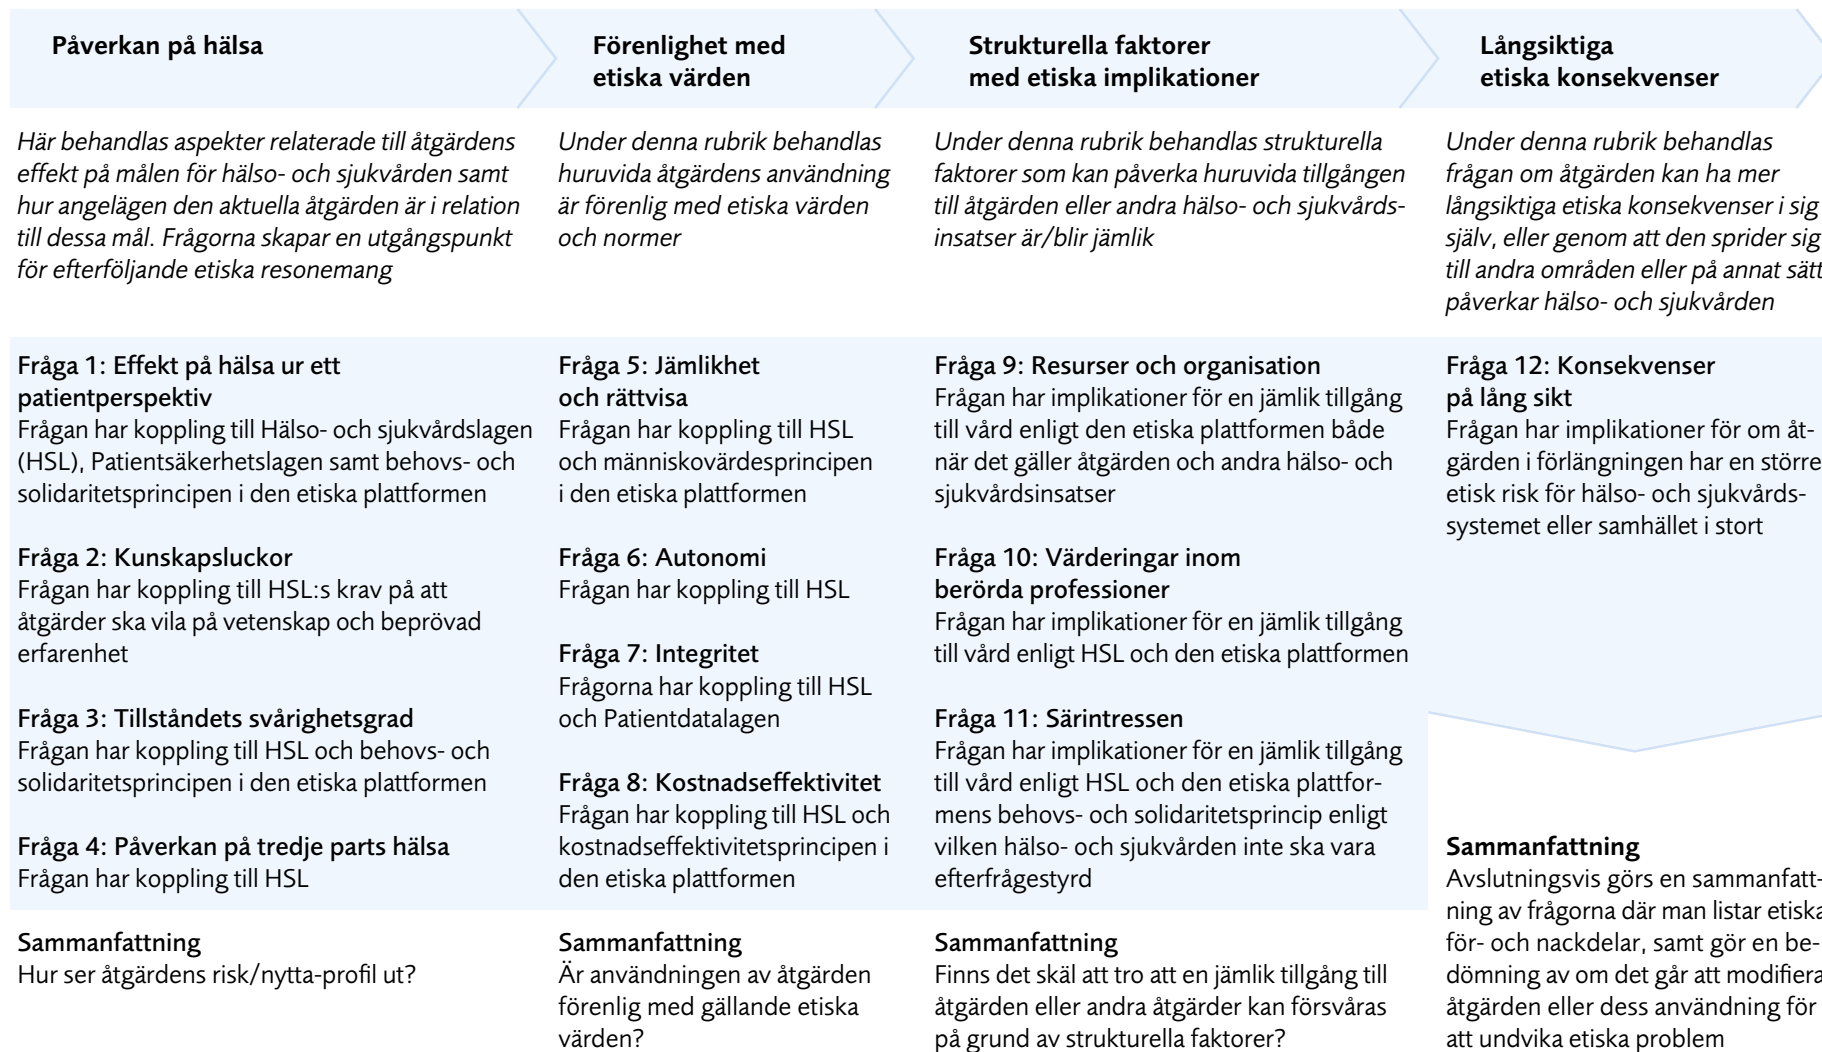 Påverkan på hälsa
Här behandlas aspekter relaterade till åtgärdens
effekt på målen för hälso- och sjukvården samt
hur angelägen den aktuella åtgärden är i relation
till dessa mål. Frågorna skapar en utgångspunkt
för efterföljande etiska resonemang
Fråga 1: Effekt på hälsa ur ett
patientperspektiv
Frågan har koppling till Hälso- och sjukvårdslagen
(HSL), Patientsäkerhetslagen samt behovs- och
solidaritetsprincipen i den etiska plattformen
Fråga 2: Kunskapsluckor
Frågan har koppling till HSL:s krav på att
åtgärder ska vila på vetenskap och beprövad
erfarenhet
Fråga 3: Tillståndets svårighetsgrad
Frågan har koppling till HSL och behovs- och
solidaritetsprincipen i den etiska plattformen
Fråga 4: Påverkan på tredje parts hälsa
Frågan har koppling till HSL
Sammanfattning
Hur ser åtgärdens risk/nytta-profil ut?
Förenlighet med
etiska värden
Under denna rubrik behandlas
huruvida åtgärdens användning
är förenlig med etiska värden
och normer
Fråga 5: Jämlikhet
och rättvisa
Frågan har koppling till HSL
och människovärdesprincipen
i den etiska plattformen
Fråga 6: Autonomi
Frågan har koppling till HSL
Fråga 7: Integritet
Frågorna har koppling till HSL
och Patientdatalagen
Fråga 8: Kostnadseffektivitet
Frågan har koppling till HSL och
kostnadseffektivitetsprincipen i
den etiska plattformen
Sammanfattning
Är användningen av åtgärden
förenlig med gällande etiska
värden?
Strukturella faktorer
med etiska implikationer
Under denna rubrik behandlas strukturella
faktorer som kan påverka huruvida tillgången
till åtgärden eller andra hälso- och sjukvårds-
insatser är/blir jämlik
Fråga 9: Resurser och organisation
Frågan har implikationer för en jämlik tillgång
till vård enligt den etiska plattformen både
när det gäller åtgärden och andra hälso- och
sjukvårdsinsatser
Fråga 10: Värderingar inom
berörda professioner
Frågan har implikationer för en jämlik tillgång
till vård enligt HSL och den etiska plattformen
Fråga 11: Särintressen
Frågan har implikationer för en jämlik tillgång
till vård enligt HSL och den etiska plattfor-
mens behovs- och solidaritetsprincip enligt
vilken hälso- och sjukvården inte ska vara
efterfrågestyrd
Sammanfattning
Finns det skäl att tro att en jämlik tillgång till
åtgärden eller andra åtgärder kan försvåras
på grund av strukturella faktorer?
Långsiktiga
etiska konsekvenser
Under denna rubrik behandlas
frågan om åtgärden kan ha mer
långsiktiga etiska konsekvenser i sig
själv, eller genom att den sprider sig
till andra områden eller på annat sätt
påverkar hälso- och sjukvården
Fråga 12: Konsekvenser
på lång sikt
Frågan har implikationer för om åt-
gärden i förlängningen har en större
etisk risk för hälso- och sjukvårds-
systemet eller samhället i stort
Sammanfattning
Avslutningsvis görs en sammanfatt-
ning av frågorna där man listar etiska
för- och nackdelar, samt gör en be-
dömning av om det går att modifiera
åtgärden eller dess användning för
att undvika etiska problem